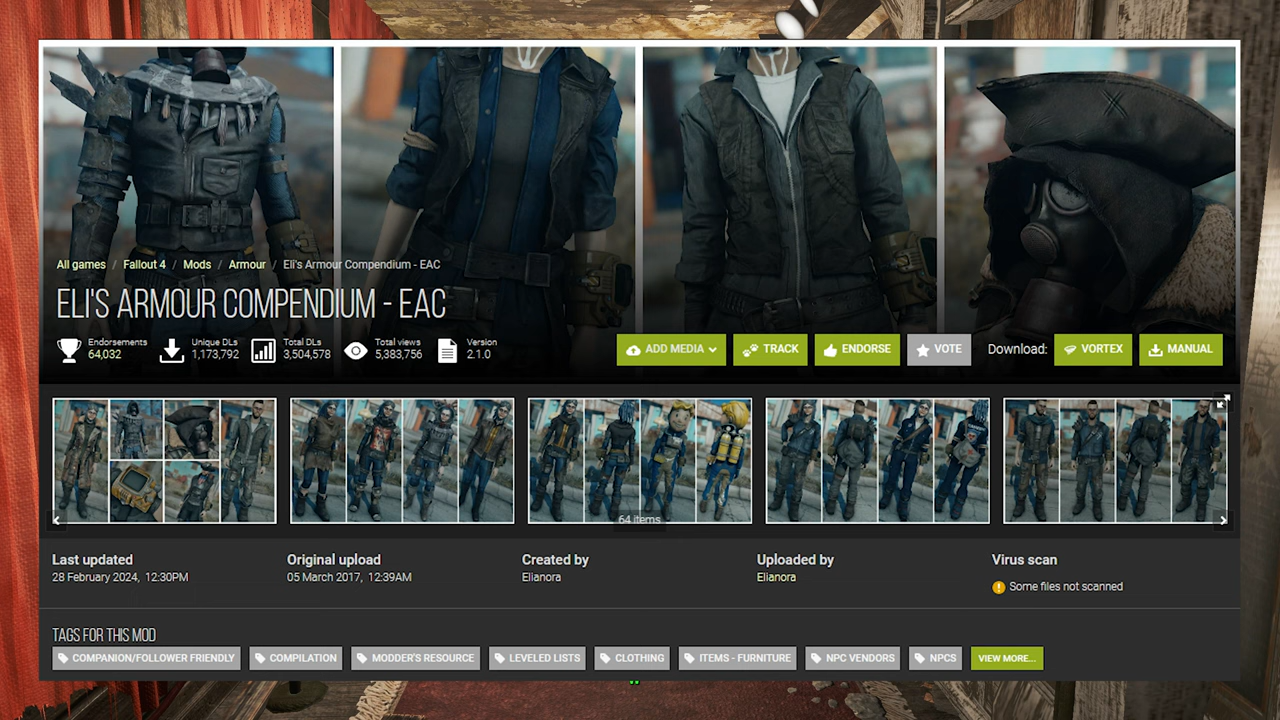 All games / Fallout 4 / Mods / Armour / Eli's Armour Compendium - EAC
ELI'S ARMOUR COMPENDIUM - EAC
Endorsements
64,032
Unique DLs
1,173,792
Total DLs
3,504,578
Total views
5,383,756
Version
2.1.0
ADD MEDIA
TRACK
ENDORSE
VOTE
Download:
VORTEX
MANUAL
64 items
Last updated
28 February 2024, 12:30PM
Original upload
05 March 2017, 12:39AM
Created by
Elianora
Uploaded by
Elianora
Virus scan
Some files not scanned
TAGS FOR THIS MOD
COMPANION/FOLLOWER FRIENDLY
COMPILATION
MODDER'S RESOURCE
LEVELED LISTS
CLOTHING
ITEMS - FURNITURE
NPC VENDORS
NPCS
VIEW MORE...